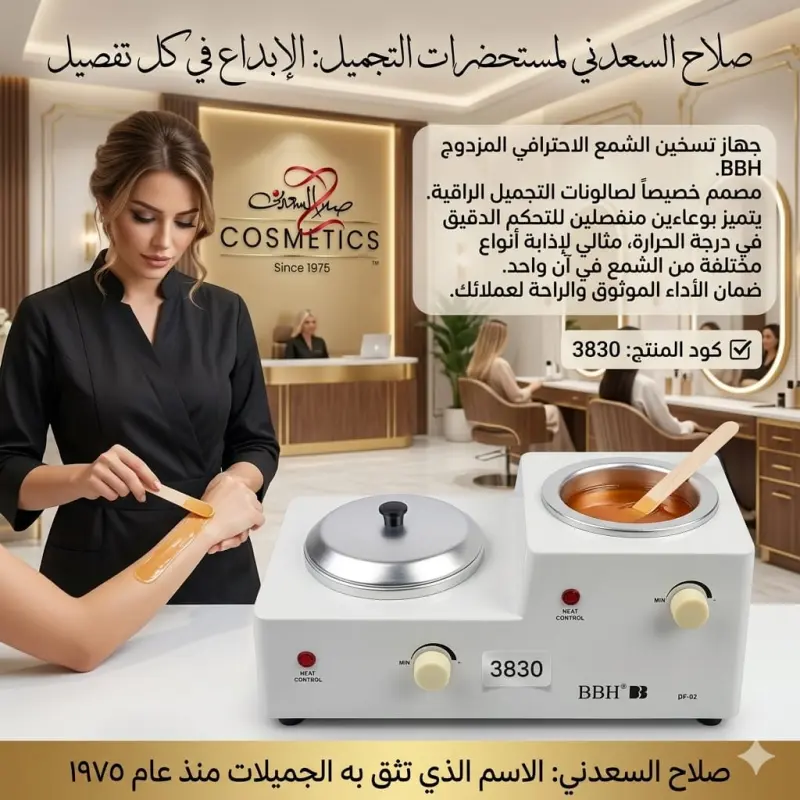 صلاح السعدني لمستحضرات التجميل: الإبداع في كل تفصيل
جهاز تسخين الشمع الاحترافي المزدوج
BBH.
مصمم خصيصاً لصالونات التجميل الراقية.
يتميز بوعاءين منفصلين للتحكم الدقيق
في درجة الحرارة، مثالي لإذابة أنواع
مختلفة من الشمع في آن واحد.
ضمان الأداء الموثوق والراحة لعملائك.
كود المنتج: 3830
صلاح السعدني
COSMETICS
Since 1975
TM
COSMETICS
HEAT
CONTROL
MIN
+
HEAT
CONTROL
MIN
+
3830
BBH® BB
DF-02
صلاح السعدني: الاسم الذي تثق به الجميلات منذ عام ١٩٧٥